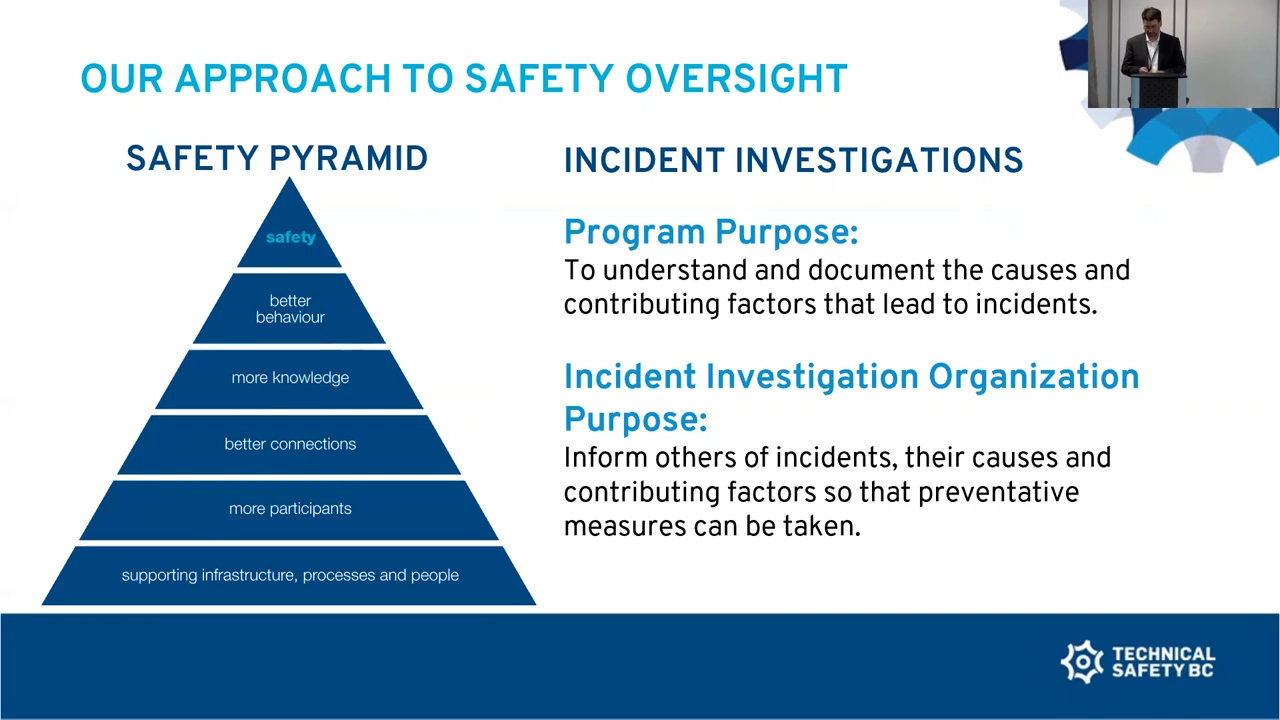 OUR APPROACH TO SAFETY OVERSIGHT
SAFETY PYRAMID
safety
better
behaviour
more knowledge
better connections
more participants
supporting infrastructure, processes and people
INCIDENT INVESTIGATIONS
Program Purpose:
To understand and document the causes and
contributing factors that lead to incidents.
Incident Investigation Organization
Purpose:
Inform others of incidents, their causes and
contributing factors so that preventative
measures can be taken.
TECHNICAL
SAFETY BC